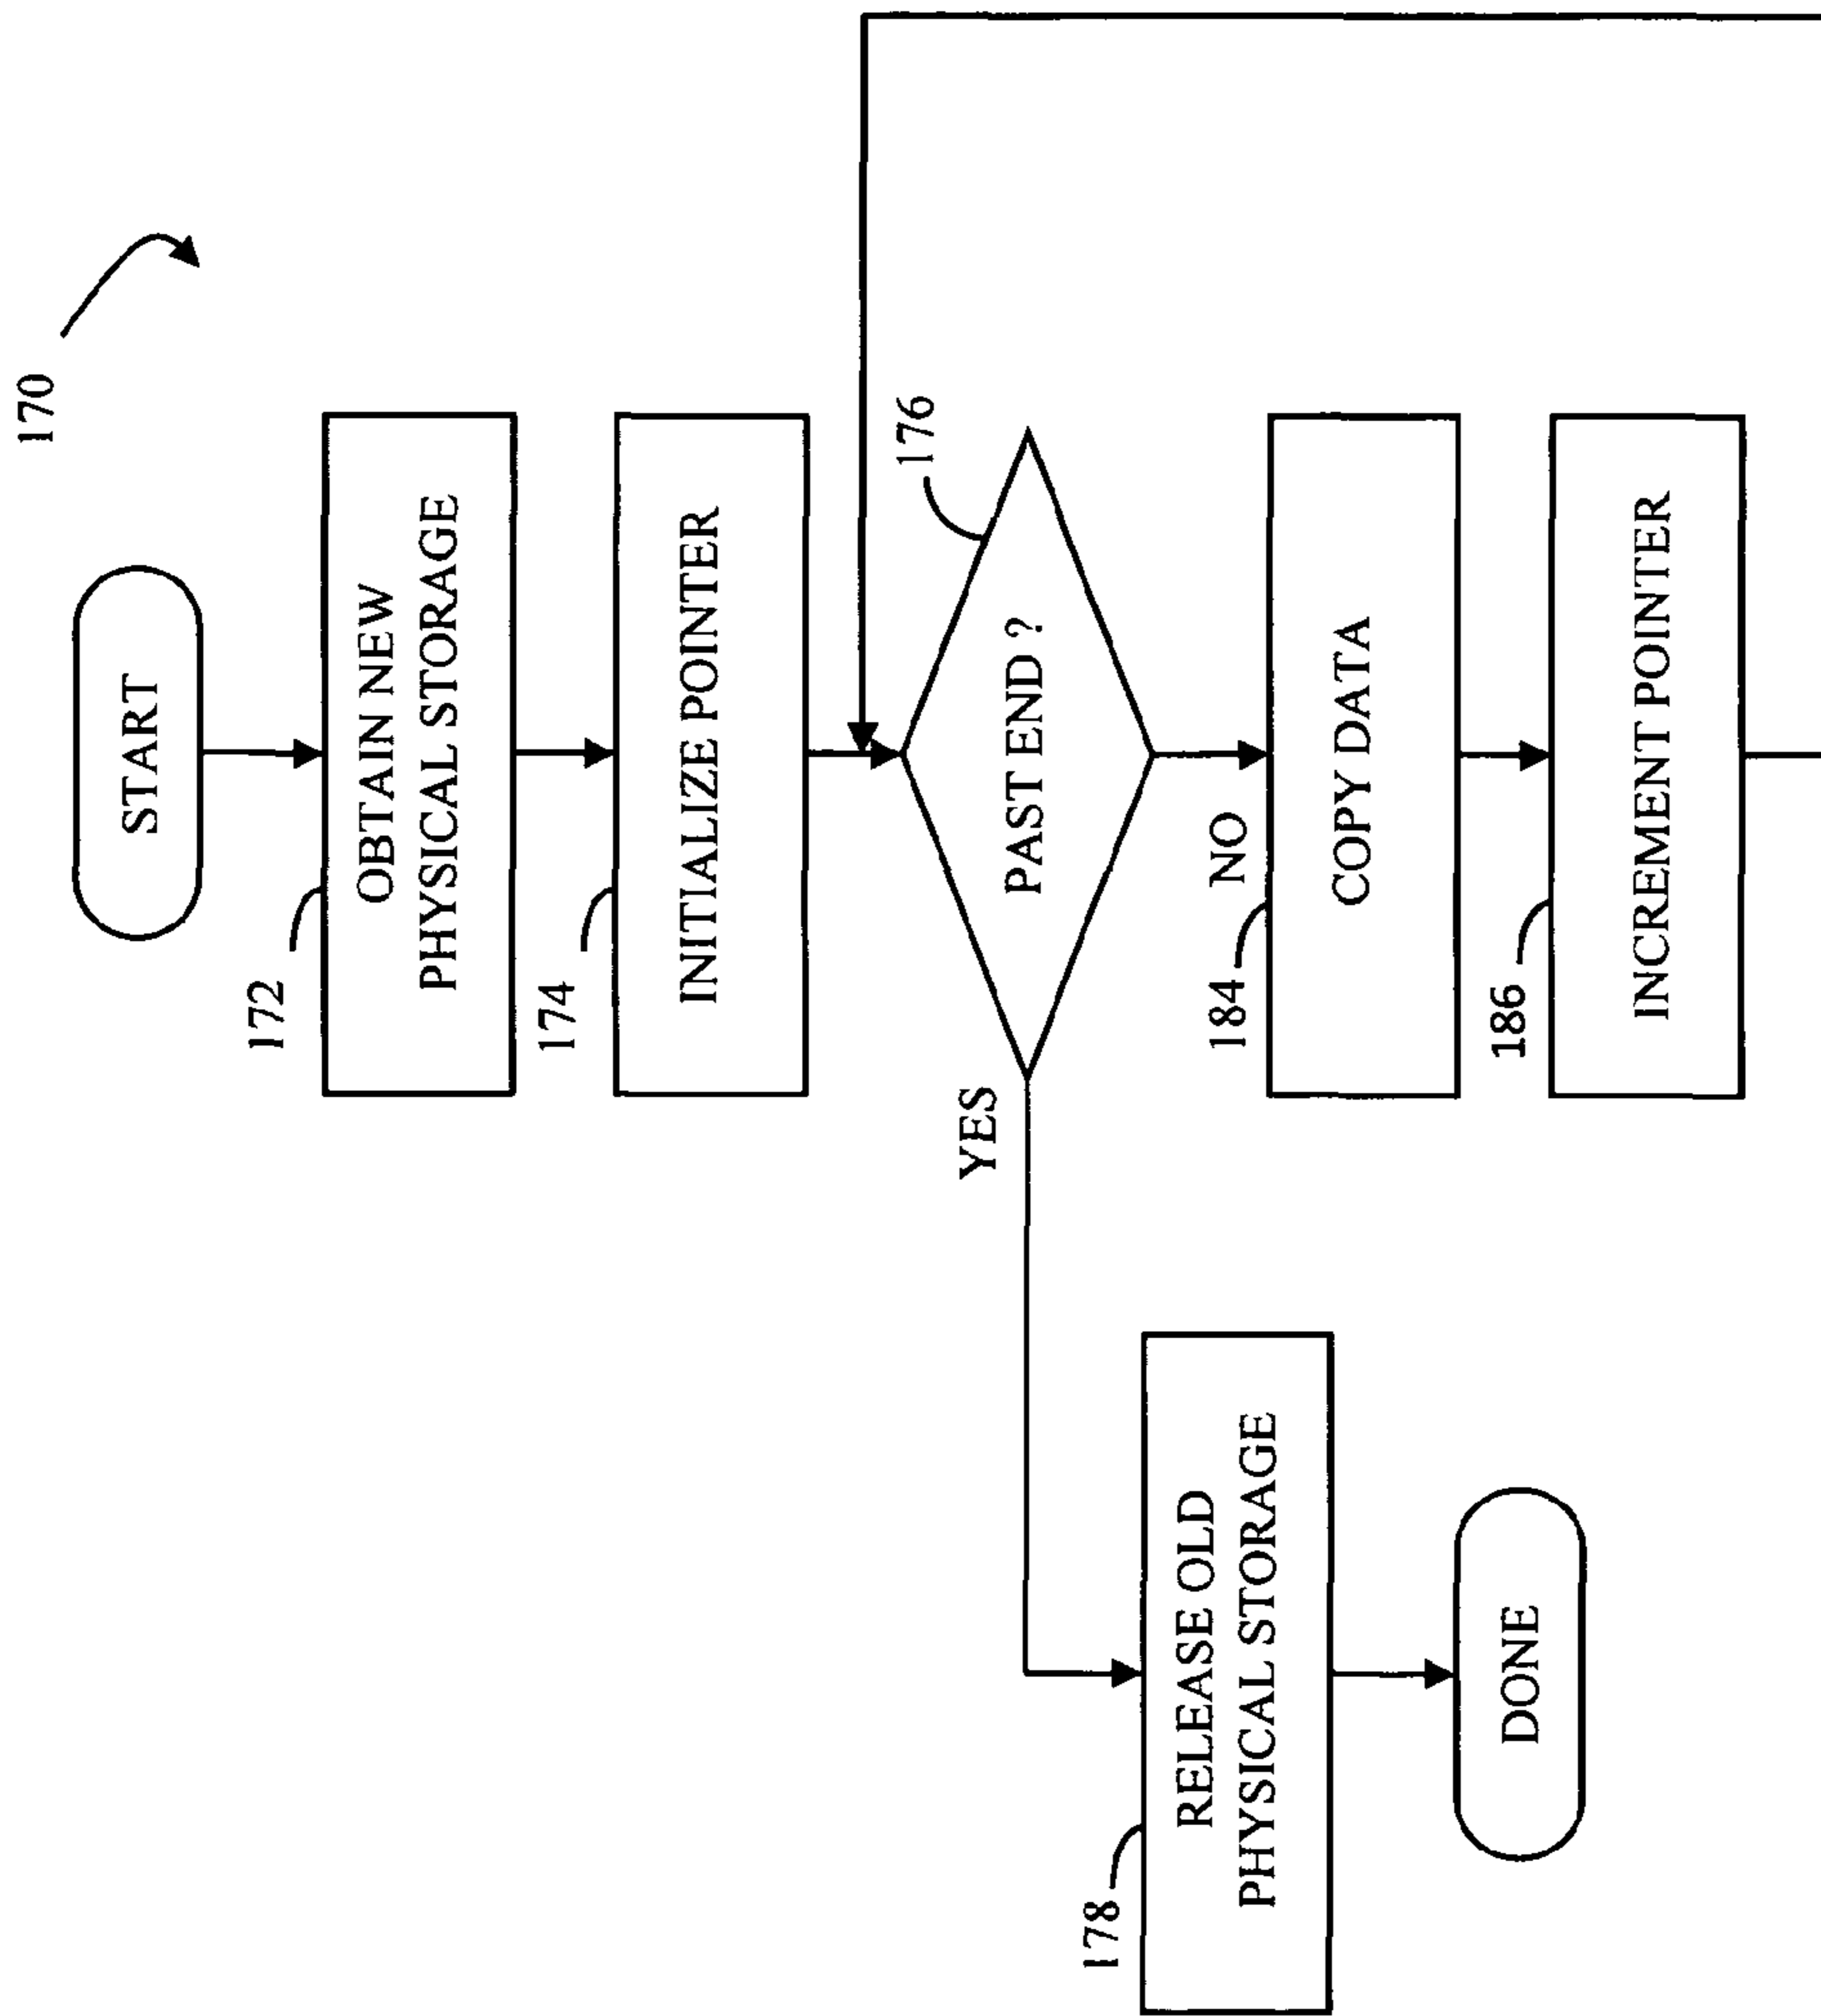 170
START
172
OBTAIN NEW
PHYSICAL STORAGE
174
INITIALIZE POINTER
176
PAST END ?
YES
NO
184
COPY DATA
186
INCREMENT POINTER
178
RELEASE OLD
PHYSICAL STORAGE
DONE